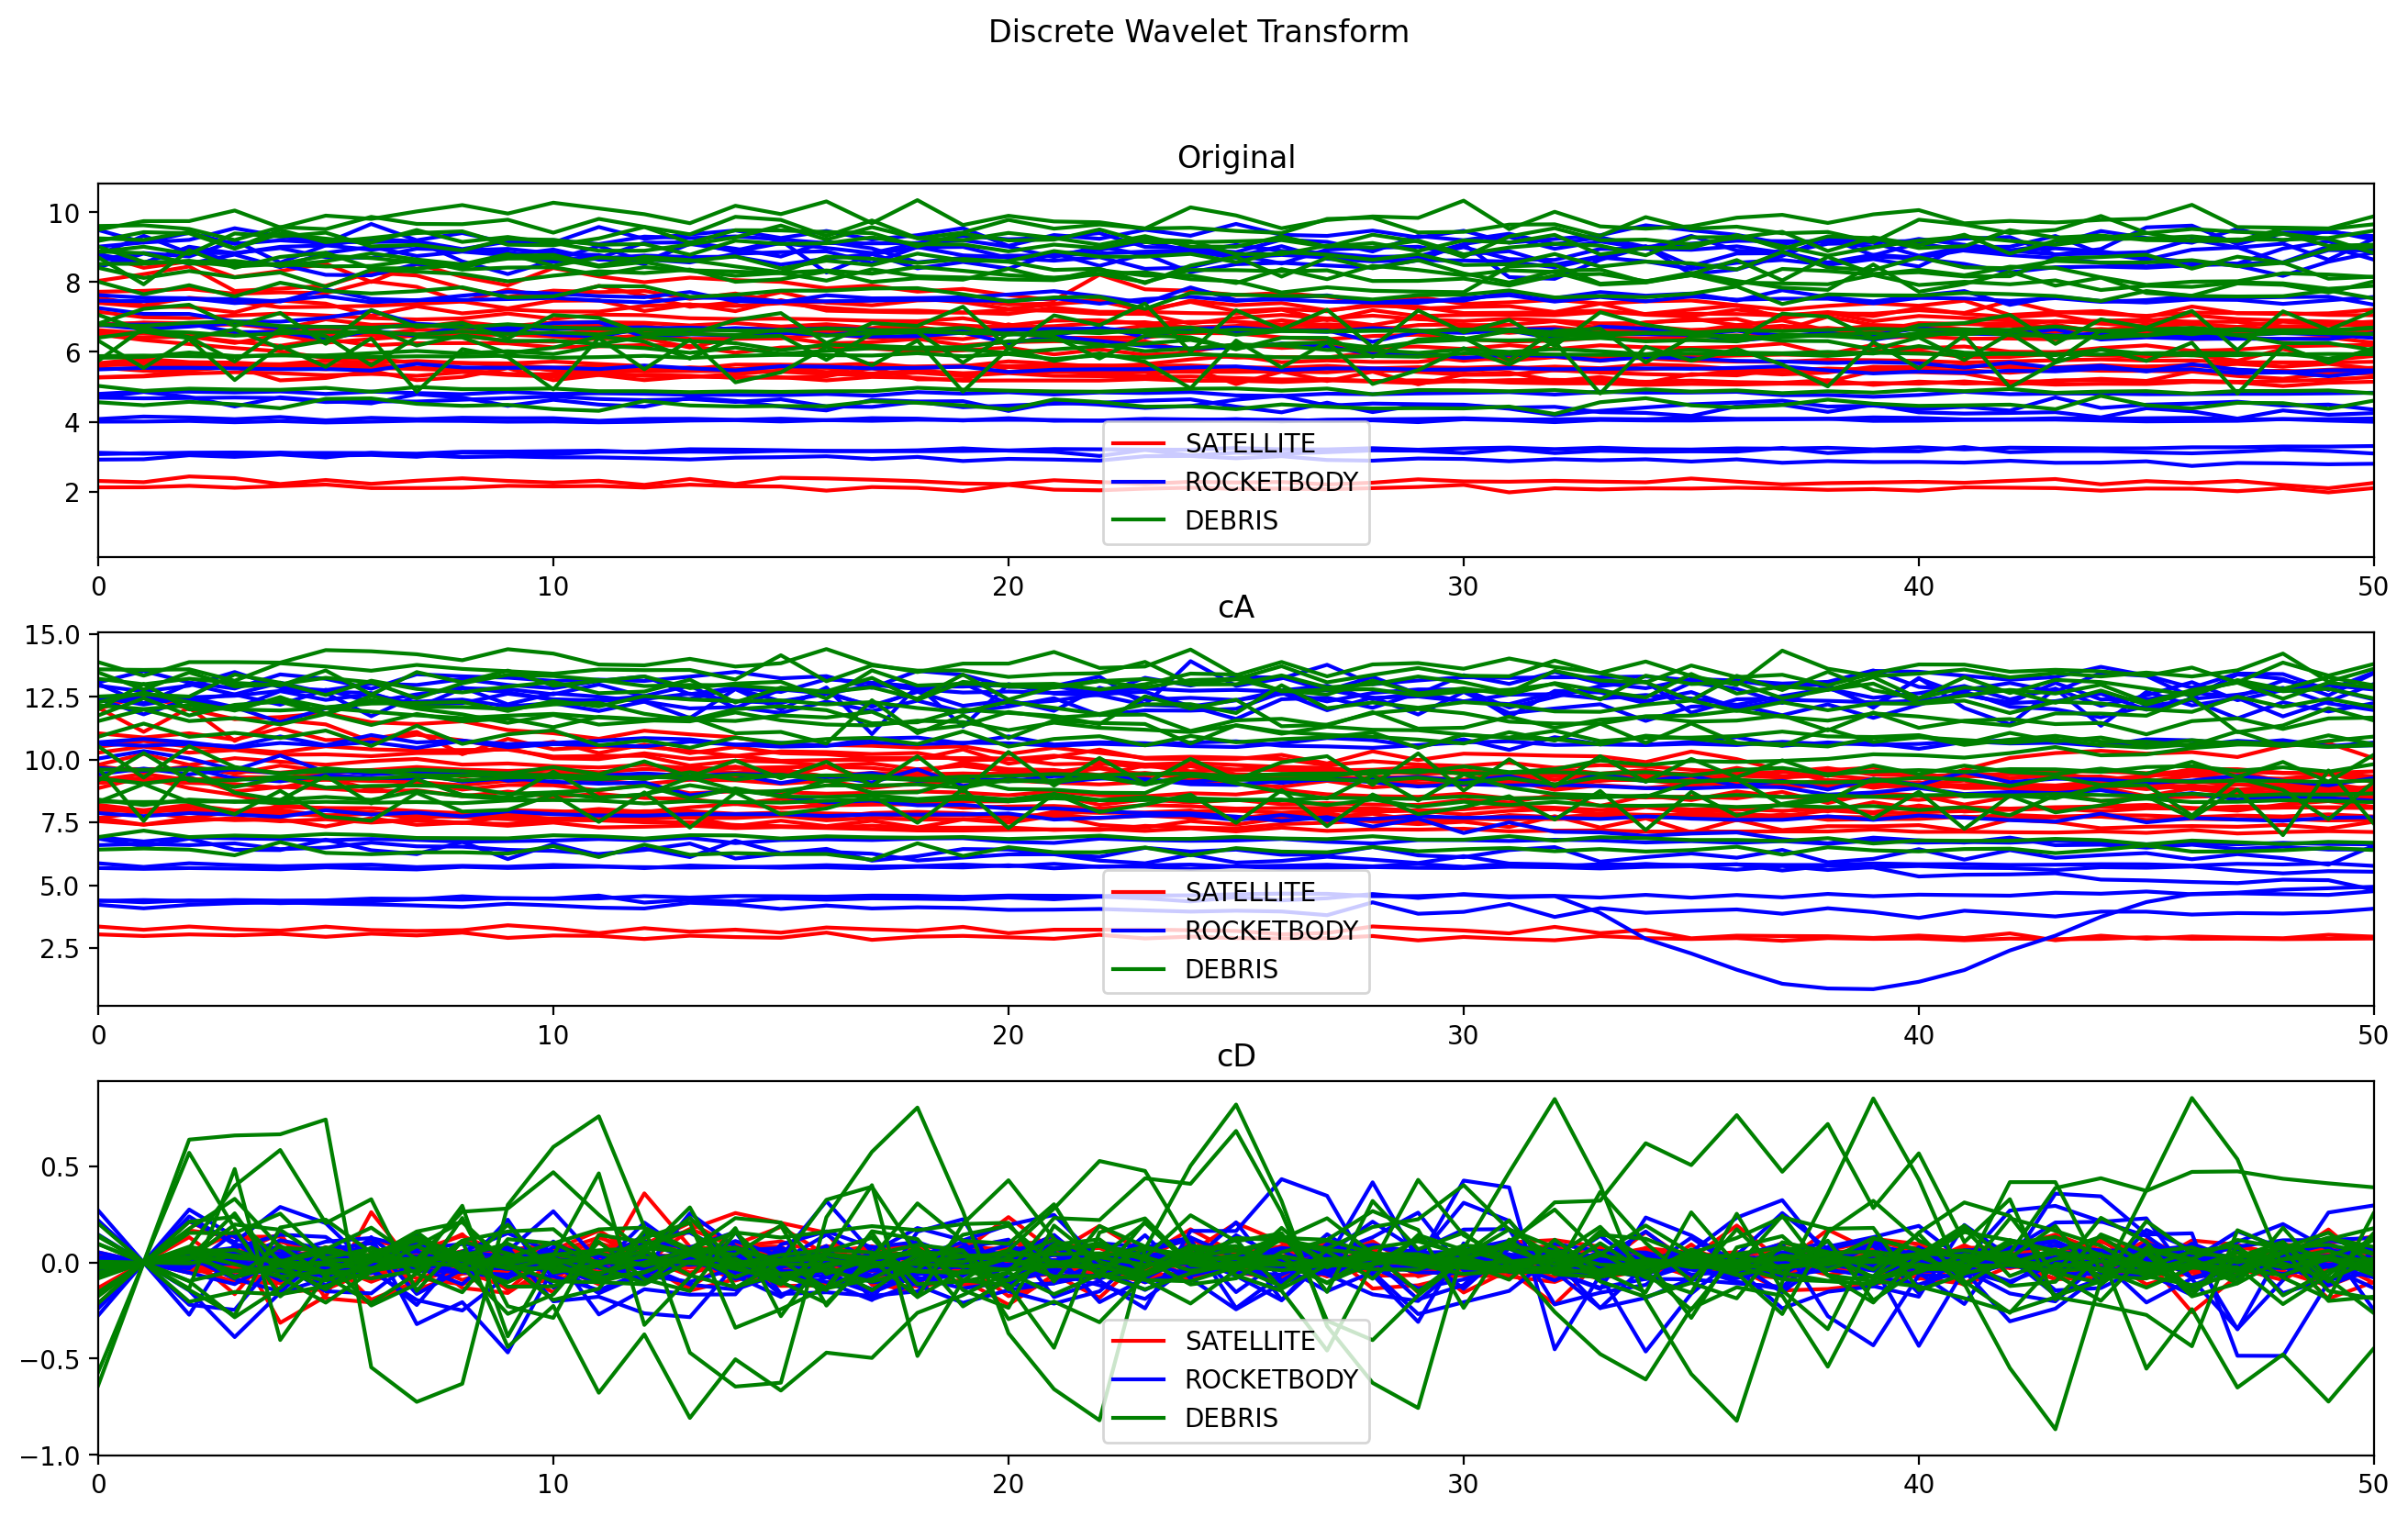 Discrete Wavelet Transform
Original
10
8
6
4
2
SATELLITE
ROCKETBODY
DEBRIS
0 10 20 30 40 50
cA
15.0
12.5
10.0
7.5
5.0
2.5
SATELLITE
ROCKETBODY
DEBRIS
0 10 20 30 40 50
cD
0.5
0.0
−0.5
−1.0
SATELLITE
ROCKETBODY
DEBRIS
0 10 20 30 40 50